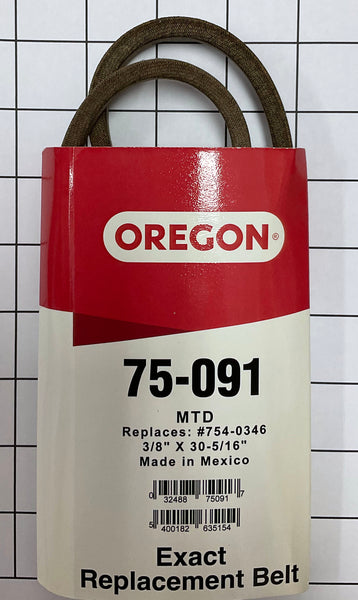 OREGON®
75-091
MTD
Replaces: #754-0346
3/8" X 30-5/16"
Made in Mexico
0 32488 75091 7
5 400182 635154
Exact
Replacement Belt